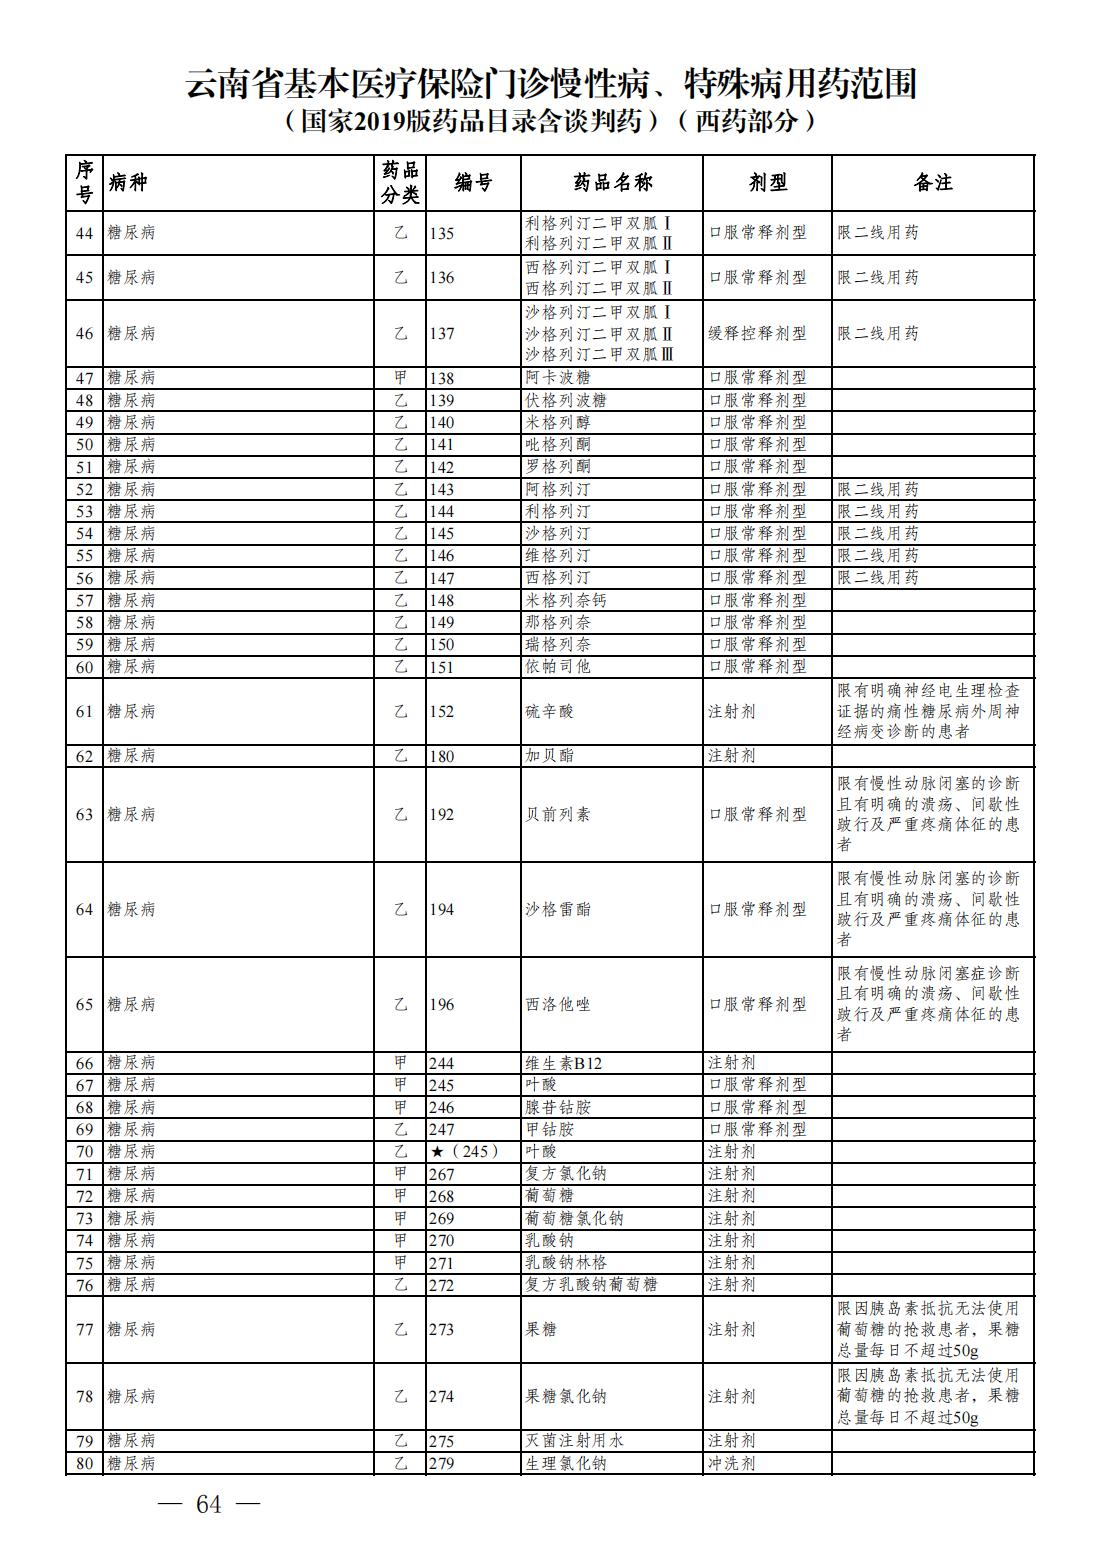 云南省基本医疗保险门诊慢性病、特殊病用药范围
（国家2019版药品目录含谈判药）（西药部分）
序号 病种 药品分类 编号 药品名称 剂型 备注
44 糖尿病 乙 135 利格列汀二甲双胍Ⅰ 利格列汀二甲双胍Ⅱ 口服常释剂型 限二线用药
45 糖尿病 乙 136 西格列汀二甲双胍Ⅰ 西格列汀二甲双胍Ⅱ 口服常释剂型 限二线用药
46 糖尿病 乙 137 沙格列汀二甲双胍Ⅰ 沙格列汀二甲双胍Ⅱ 沙格列汀二甲双胍Ⅲ 缓释控释剂型 限二线用药
47 糖尿病 甲 138 阿卡波糖 口服常释剂型
48 糖尿病 乙 139 伏格列波糖 口服常释剂型
49 糖尿病 乙 140 米格列醇 口服常释剂型
50 糖尿病 乙 141 吡格列酮 口服常释剂型
51 糖尿病 乙 142 罗格列酮 口服常释剂型
52 糖尿病 乙 143 阿格列汀 口服常释剂型 限二线用药
53 糖尿病 乙 144 利格列汀 口服常释剂型 限二线用药
54 糖尿病 乙 145 沙格列汀 口服常释剂型 限二线用药
55 糖尿病 乙 146 维格列汀 口服常释剂型 限二线用药
56 糖尿病 乙 147 西格列汀 口服常释剂型 限二线用药
57 糖尿病 乙 148 米格列奈钙 口服常释剂型
58 糖尿病 乙 149 那格列奈 口服常释剂型
59 糖尿病 乙 150 瑞格列奈 口服常释剂型
60 糖尿病 乙 151 依帕司他 口服常释剂型
61 糖尿病 乙 152 硫辛酸 注射剂 限有明确神经电生理检查证据的痛性糖尿病外周神经病变诊断的患者
62 糖尿病 乙 180 加贝酯 注射剂
63 糖尿病 乙 192 贝前列素 口服常释剂型 限有慢性动脉闭塞的诊断且有明确的溃疡、间歇性跛行及严重疼痛体征的患者
64 糖尿病 乙 194 沙格雷酯 口服常释剂型 限有慢性动脉闭塞的诊断且有明确的溃疡、间歇性跛行及严重疼痛体征的患者
65 糖尿病 乙 196 西洛他唑 口服常释剂型 限有慢性动脉闭塞症诊断且有明确的溃疡、间歇性跛行及严重疼痛体征的患者
66 糖尿病 甲 244 维生素B12 注射剂
67 糖尿病 甲 245 叶酸 口服常释剂型
68 糖尿病 甲 246 腺苷钴胺 口服常释剂型
69 糖尿病 乙 247 甲钴胺 口服常释剂型
70 糖尿病 乙 ★（245） 叶酸 注射剂
71 糖尿病 甲 267 复方氯化钠 注射剂
72 糖尿病 甲 268 葡萄糖 注射剂
73 糖尿病 甲 269 葡萄糖氯化钠 注射剂
74 糖尿病 甲 270 乳酸钠 注射剂
75 糖尿病 甲 271 乳酸钠林格 注射剂
76 糖尿病 乙 272 复方乳酸钠葡萄糖 注射剂
77 糖尿病 乙 273 果糖 注射剂 限因胰岛素抵抗无法使用葡萄糖的抢救患者，果糖总量每日不超过50g
78 糖尿病 乙 274 果糖氯化钠 注射剂 限因胰岛素抵抗无法使用葡萄糖的抢救患者，果糖总量每日不超过50g
79 糖尿病 乙 275 灭菌注射用水 注射剂
80 糖尿病 乙 279 生理氯化钠 冲洗剂
— 64 —